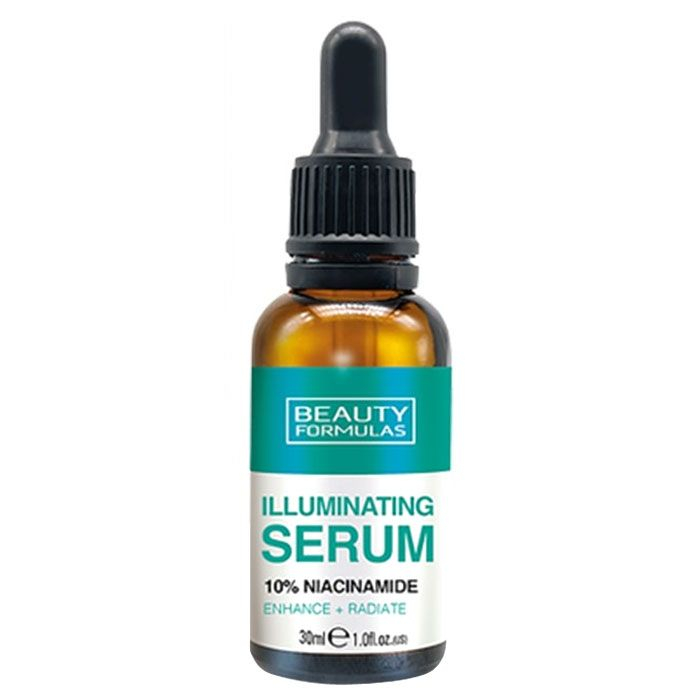 BEAUTY
FORMULAS
ILLUMINATING
SERUM
10% NIACINAMIDE
ENHANCE + RADIATE
30ml℮1.0fl.oz.(US)